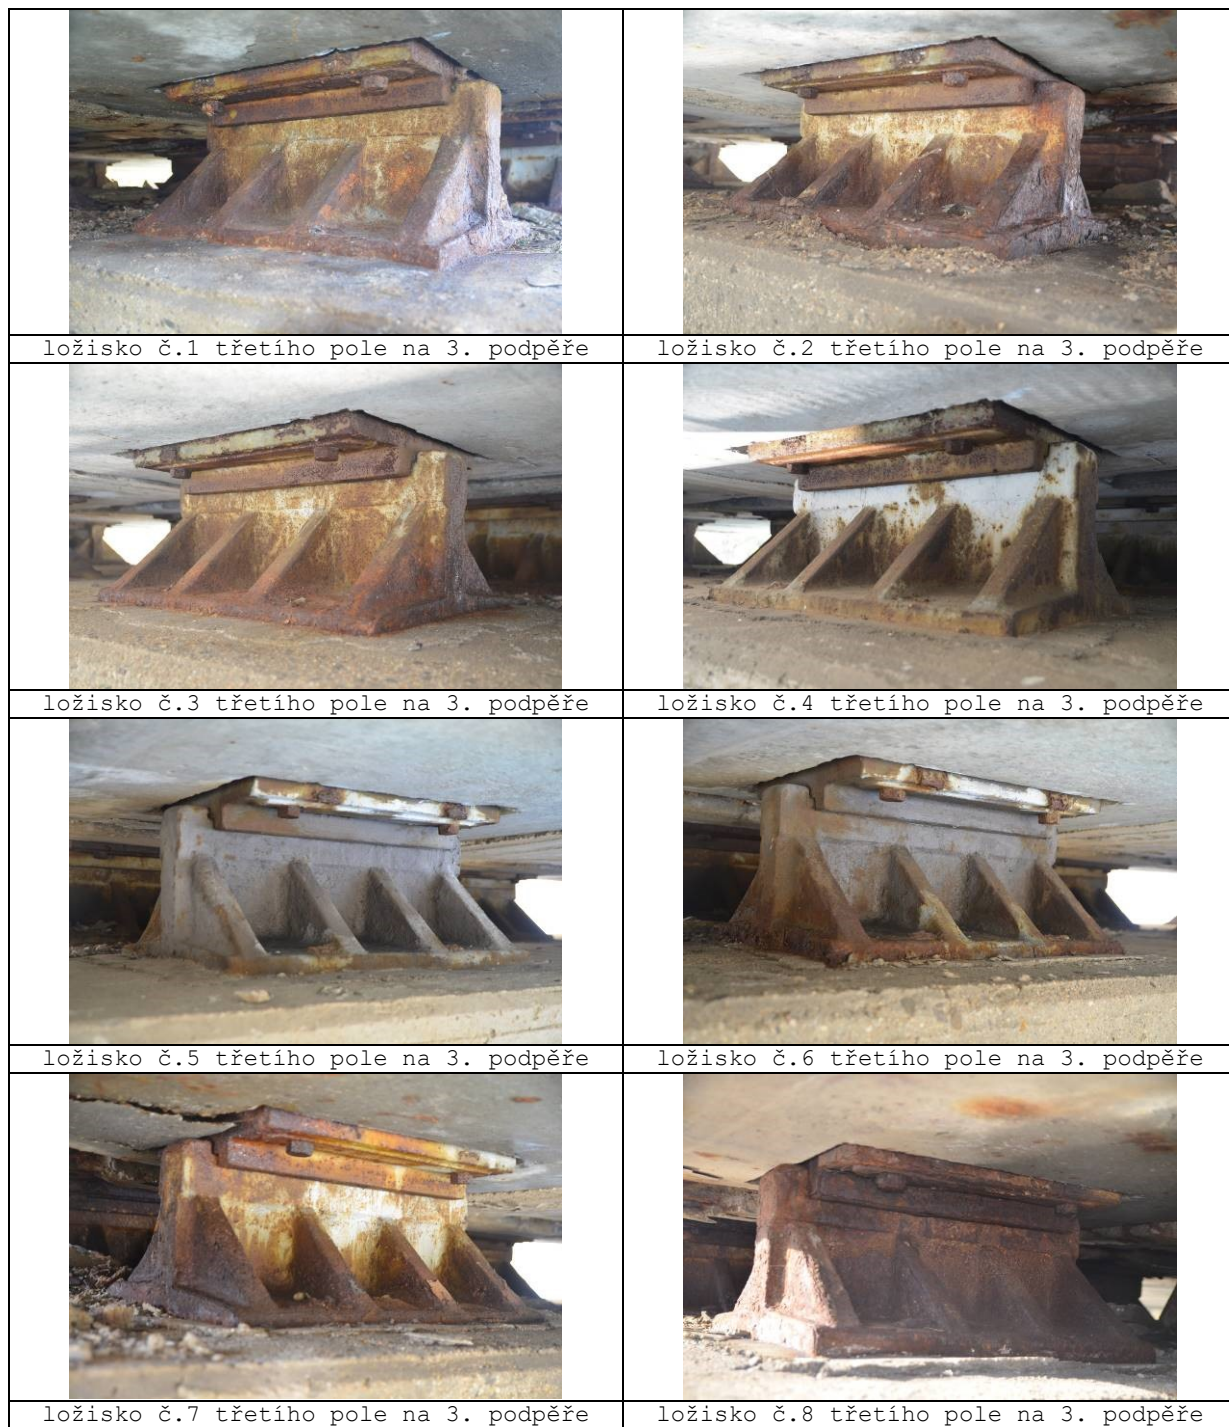 ložisko č.1 třetího pole na 3. podpěře
ložisko č.2 třetího pole na 3. podpěře
ložisko č.3 třetího pole na 3. podpěře
ložisko č.4 třetího pole na 3. podpěře
ložisko č.5 třetího pole na 3. podpěře
ložisko č.6 třetího pole na 3. podpěře
ložisko č.7 třetího pole na 3. podpěře
ložisko č.8 třetího pole na 3. podpěře